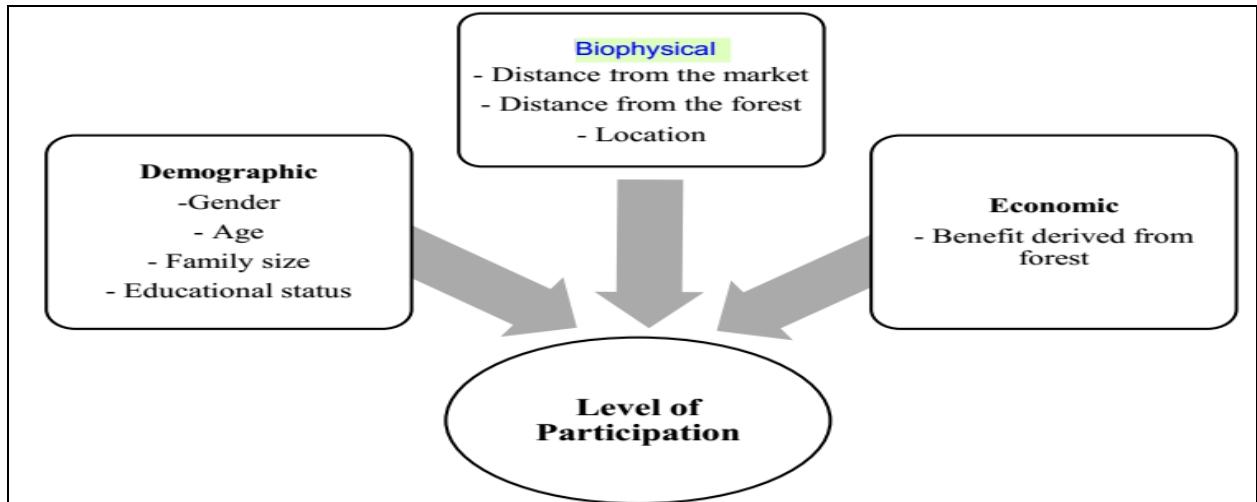 Biophysical
- Distance from the market
- Distance from the forest
- Location
Demographic
-Gender
- Age
- Family size
- Educational status
Economic
- Benefit derived from
forest
Level of
Participation